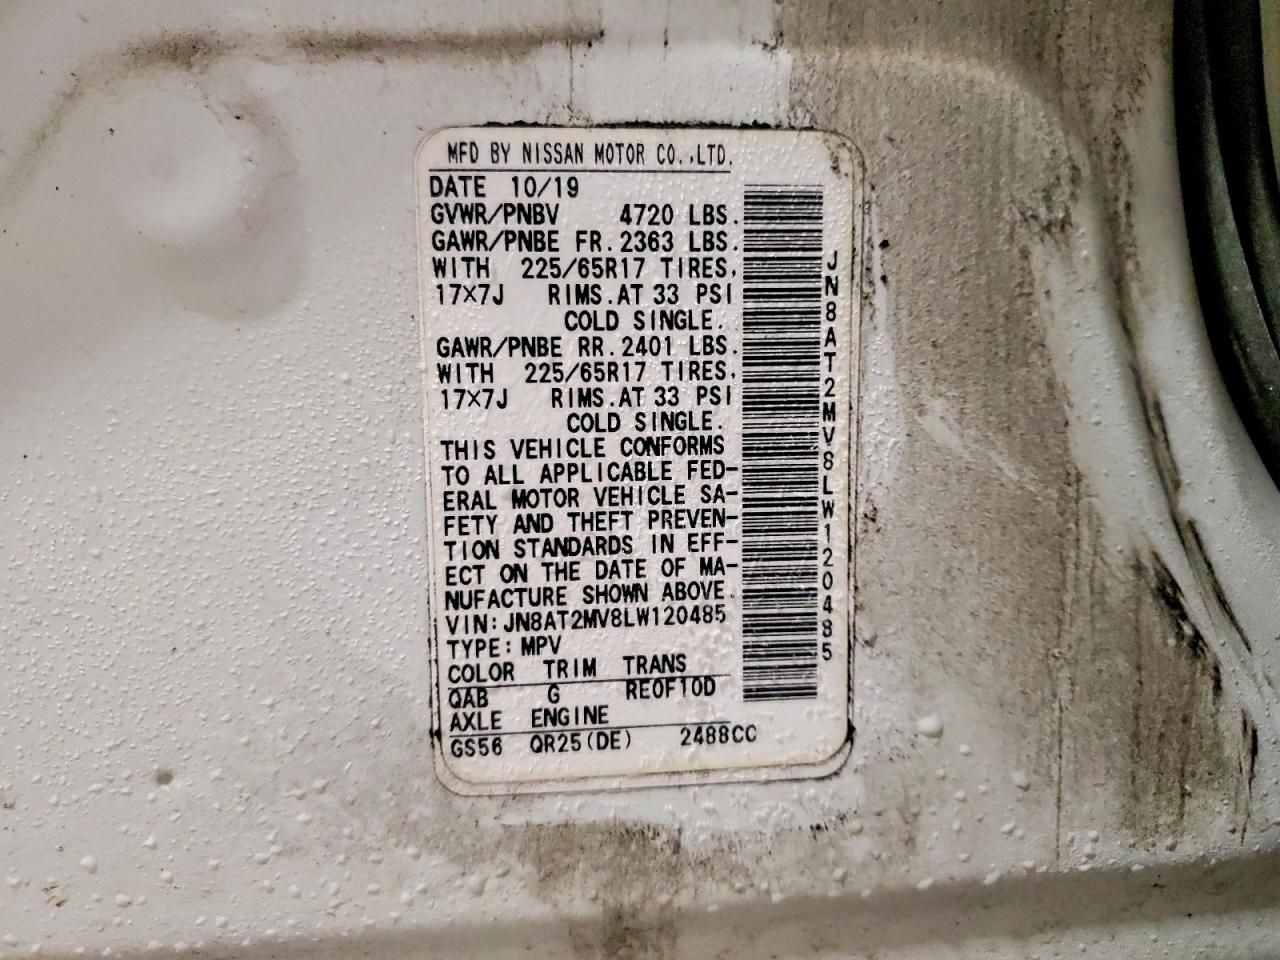 MFD BY NISSAN MOTOR CO.,LTD.
DATE 10/19
GVWR/PNBV 4720 LBS.
GAWR/PNBE FR. 2363 LBS.
WITH 225/65R17 TIRES,
17X7J RIMS.AT 33 PSI
COLD SINGLE.
GAWR/PNBE RR. 2401 LBS.
WITH 225/65R17 TIRES,
17X7J RIMS.AT 33 PSI
COLD SINGLE.
THIS VEHICLE CONFORMS
TO ALL APPLICABLE FED-
ERAL MOTOR VEHICLE SA-
FETY AND THEFT PREVEN-
TION STANDARDS IN EFF-
ECT ON THE DATE OF MA-
NUFACTURE SHOWN ABOVE.
VIN:JN8AT2MV8LW120485
TYPE:MPV
COLOR TRIM TRANS
QAB G RE0F10D
AXLE ENGINE
GS56 QR25(DE) 2488CC
JN8AT2MV8LW120485